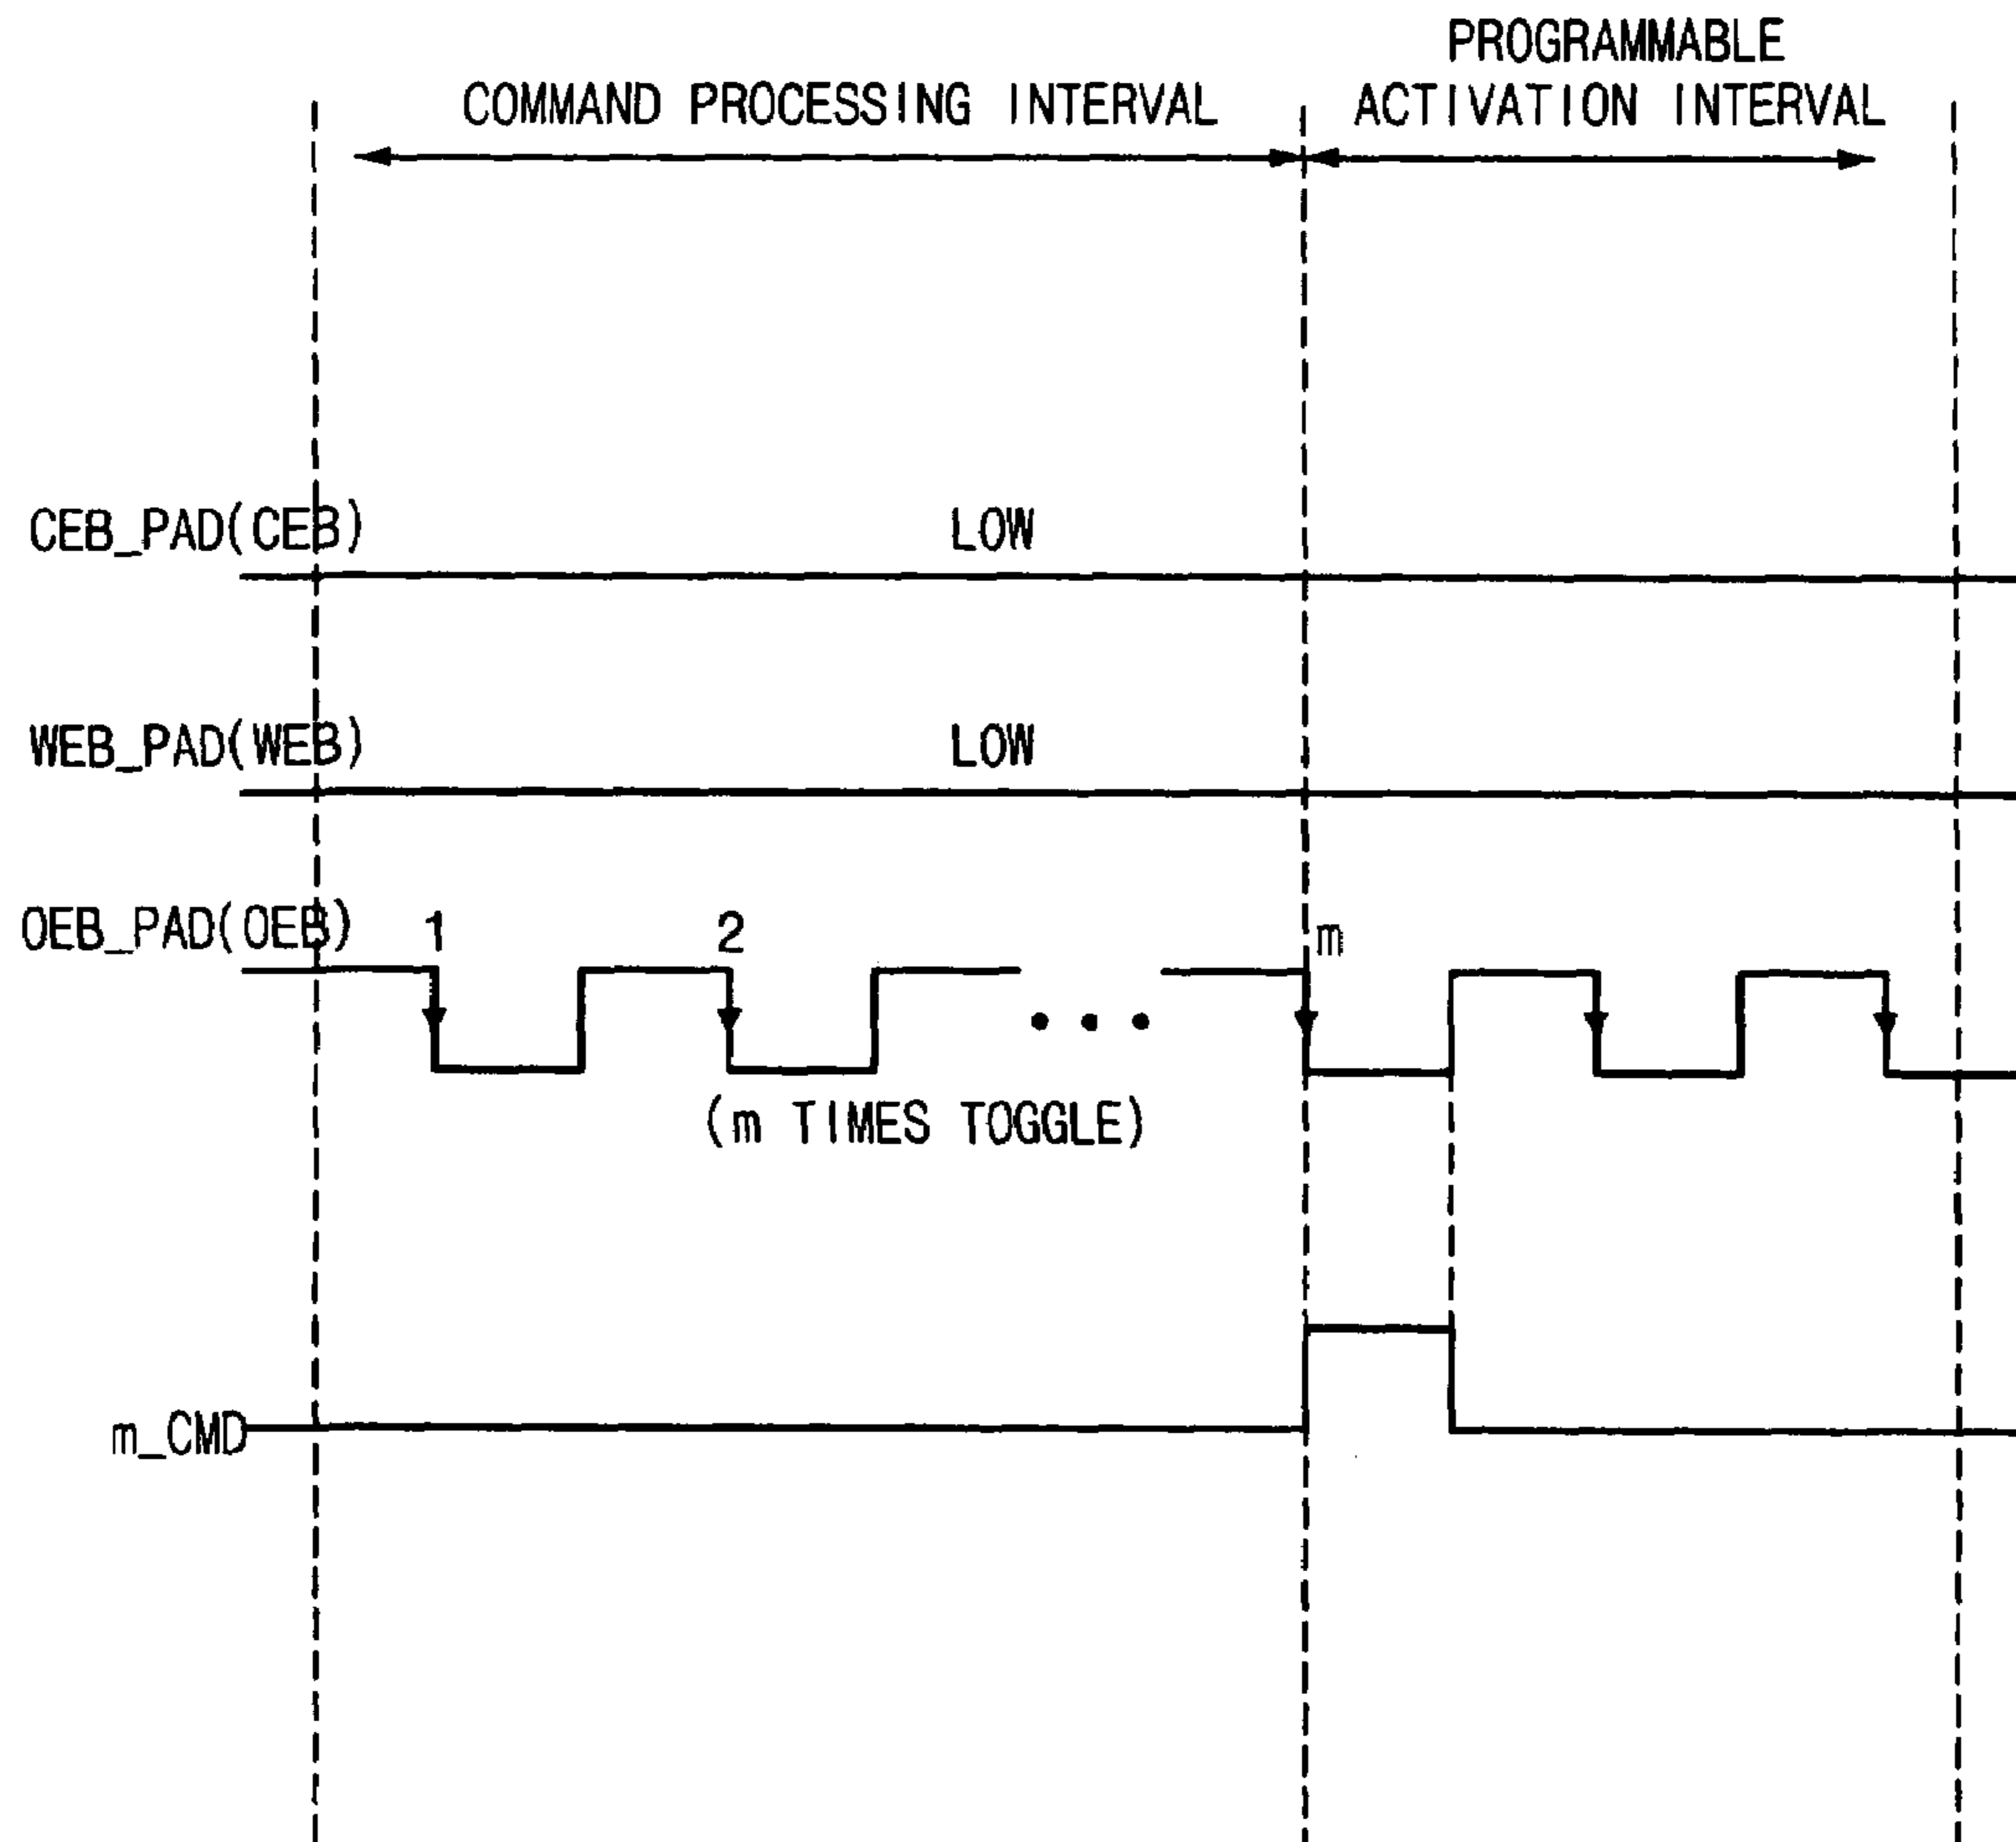 PROGRAMMABLE
COMMAND PROCESSING INTERVAL
ACTIVATION INTERVAL
CEB_PAD(CEB)
LOW
WEB_PAD(WEB)
LOW
OEB_PAD(OEB)
1
2
m
(m TIMES TOGGLE)
m_CMD